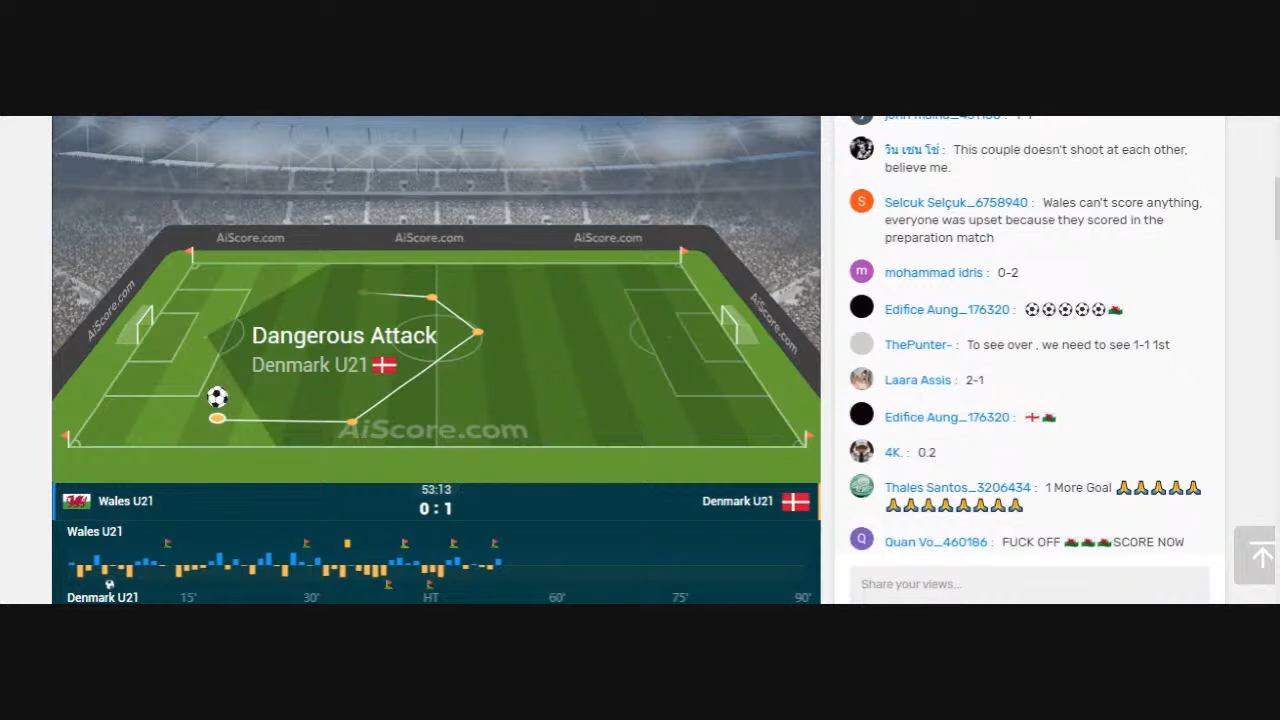 AiScore.com
AiScore.com
AiScore.com
AiScore.com
AiScore.com
Dangerous Attack
Denmark U21
AiScore.com
Wales U21
53:13
0 : 1
Denmark U21
Wales U21
Denmark U21
15'
30'
HT
60'
75'
90'
วิน เซน โซ่ : This couple doesn't shoot at each other,
believe me.
S
Selcuk Selçuk_6758940 : Wales can't score anything,
everyone was upset because they scored in the
preparation match
m
mohammad idris : 0-2
Edifice Aung_176320 : ⚽⚽⚽⚽⚽🏴󠁧󠁢󠁷󠁬󠁳󠁿
ThePunter- : To see over , we need to see 1-1 1st
Laara Assis : 2-1
Edifice Aung_176320 : 🏴󠁧󠁢󠁥󠁮󠁧󠁿🏴󠁧󠁢󠁷󠁬󠁳󠁿
4K. : 0.2
Thales Santos_3206434 : 1 More Goal 🙏🙏🙏🙏🙏
🙏🙏🙏🙏🙏🙏🙏🙏
Q
Quan Vo_460186 : FUCK OFF 🏴󠁧󠁢󠁷󠁬󠁳󠁿🏴󠁧󠁢󠁷󠁬󠁳󠁿🏴󠁧󠁢󠁷󠁬󠁳󠁿SCORE NOW
Share your views...